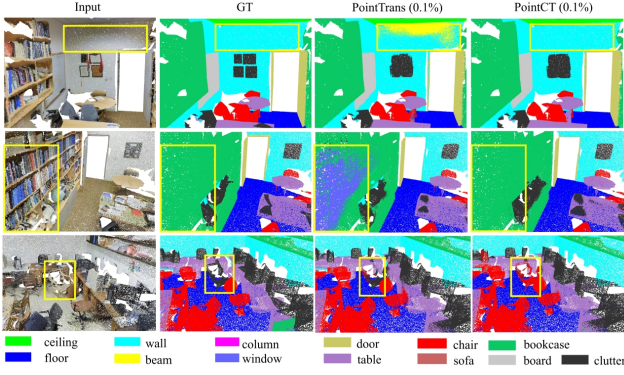 Input GT PointTrans (0.1%) PointCT (0.1%)
ceiling wall column door chair bookcase
floor beam window table sofa board clutter